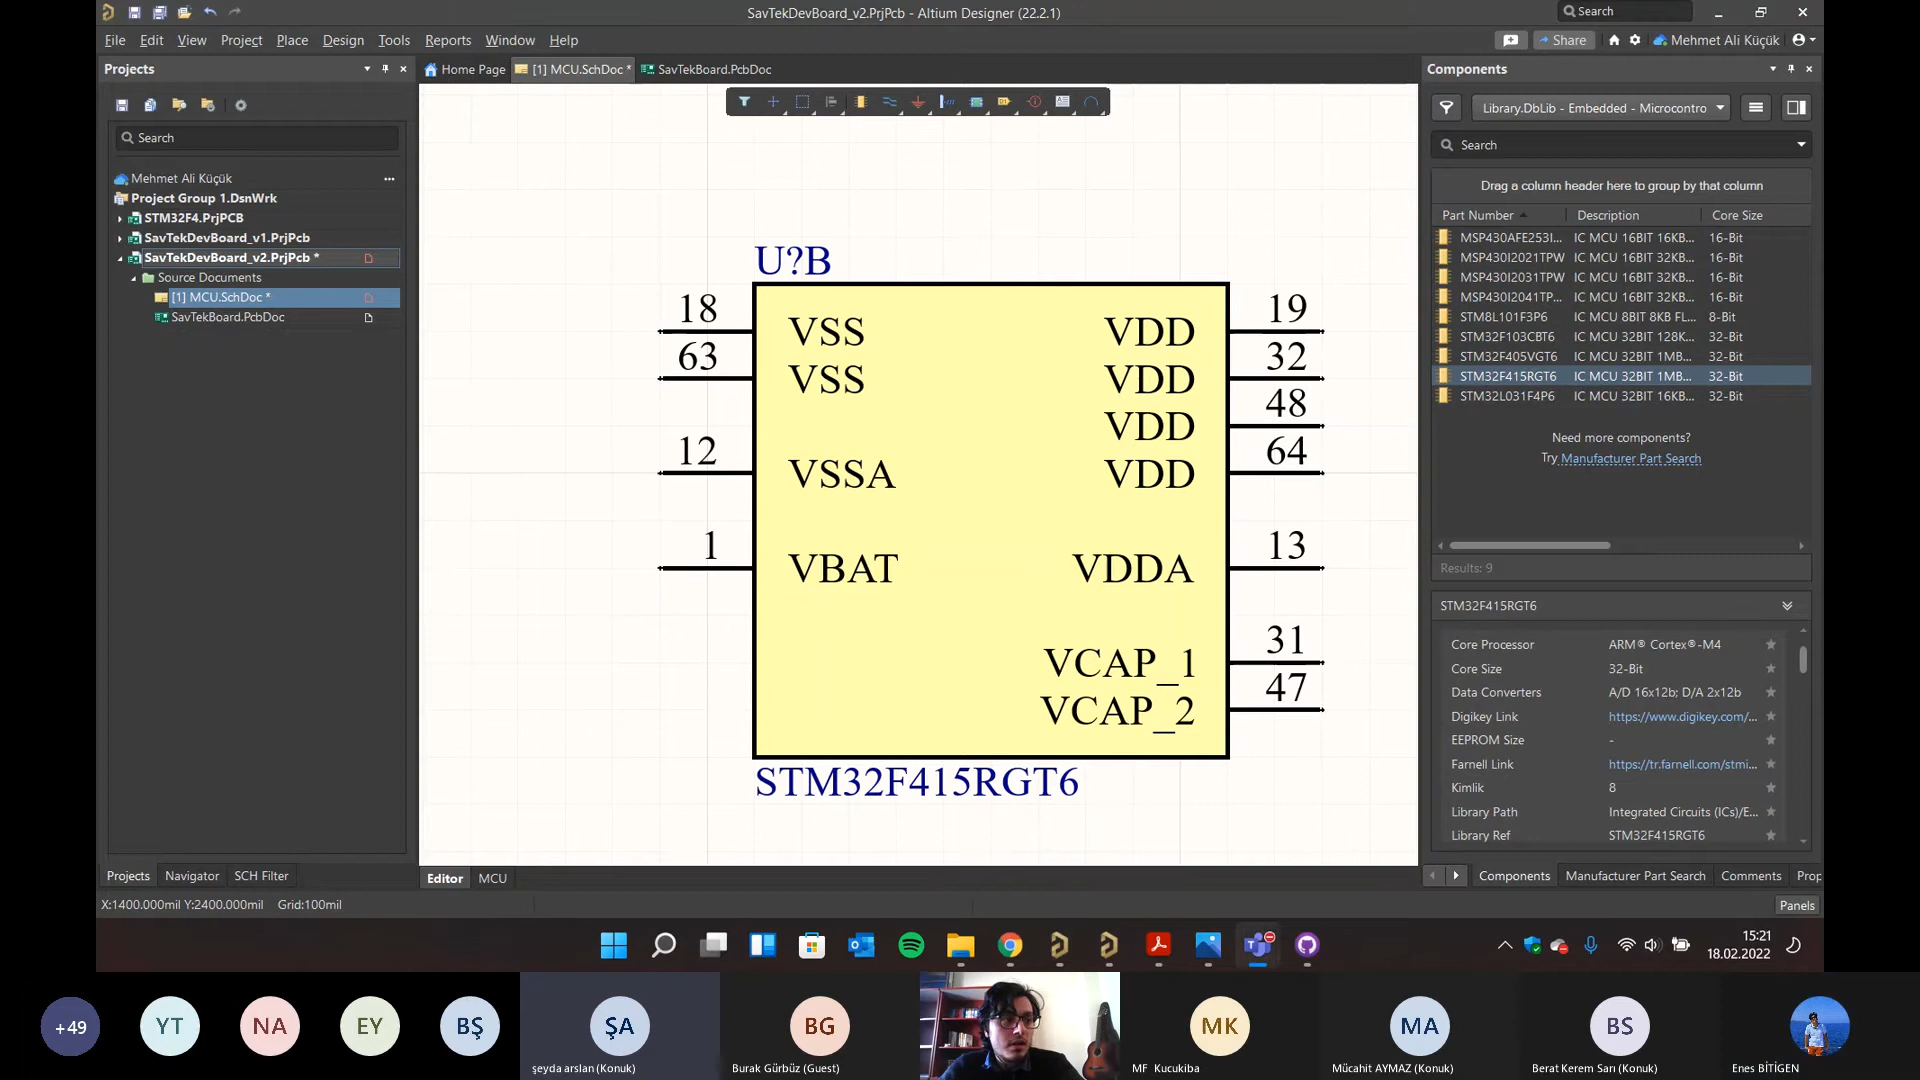 SavTekDevBoard_v2.PrjPcb - Altium Designer (22.2.1)
Search
File Edit View Project Place Design Tools Reports Window Help
Share
Mehmet Ali Küçük
Projects
Home Page
[1] MCU.SchDoc *
SavTekBoard.PcbDoc
Components
Search
Mehmet Ali Küçük
Project Group 1.DsnWrk
STM32F4.PrjPCB
SavTekDevBoard_v1.PrjPcb
SavTekDevBoard_v2.PrjPcb *
Source Documents
[1] MCU.SchDoc *
SavTekBoard.PcbDoc
Projects Navigator SCH Filter
U?B
18 VSS VDD 19
63 VSS VDD 32
VDD 48
12 VSSA VDD 64
1 VBAT VDDA 13
VCAP_1 31
VCAP_2 47
STM32F415RGT6
Editor MCU
Library.DbLib - Embedded - Microcontro
Search
Drag a column header here to group by that column
Part Number Description Core Size
MSP430AFE253I... IC MCU 16BIT 16KB... 16-Bit
MSP430I2021TPW IC MCU 16BIT 32KB... 16-Bit
MSP430I2031TPW IC MCU 16BIT 32KB... 16-Bit
MSP430I2041TP... IC MCU 16BIT 32KB... 16-Bit
STM8L101F3P6 IC MCU 8BIT 8KB FL... 8-Bit
STM32F103CBT6 IC MCU 32BIT 128K... 32-Bit
STM32F405VGT6 IC MCU 32BIT 1MB... 32-Bit
STM32F415RGT6 IC MCU 32BIT 1MB... 32-Bit
STM32L031F4P6 IC MCU 32BIT 16KB... 32-Bit
Need more components?
Try Manufacturer Part Search
Results: 9
STM32F415RGT6
Core Processor ARM® Cortex®-M4
Core Size 32-Bit
Data Converters A/D 16x12b; D/A 2x12b
Digikey Link https://www.digikey.com/...
EEPROM Size -
Farnell Link https://tr.farnell.com/stmi...
Kimlik 8
Library Path Integrated Circuits (ICs)/E...
Library Ref STM32F415RGT6
Components Manufacturer Part Search Comments Prop
X:1400.000mil Y:2400.000mil Grid:100mil
Panels
15:21
18.02.2022
+49
YT
NA
EY
BŞ
ŞA
BG
MK
MA
BS
şeyda arslan (Konuk)
Burak Gürbüz (Guest)
MF Kucukiba
Mücahit AYMAZ (Konuk)
Berat Kerem Sarı (Konuk)
Enes BİTİGEN